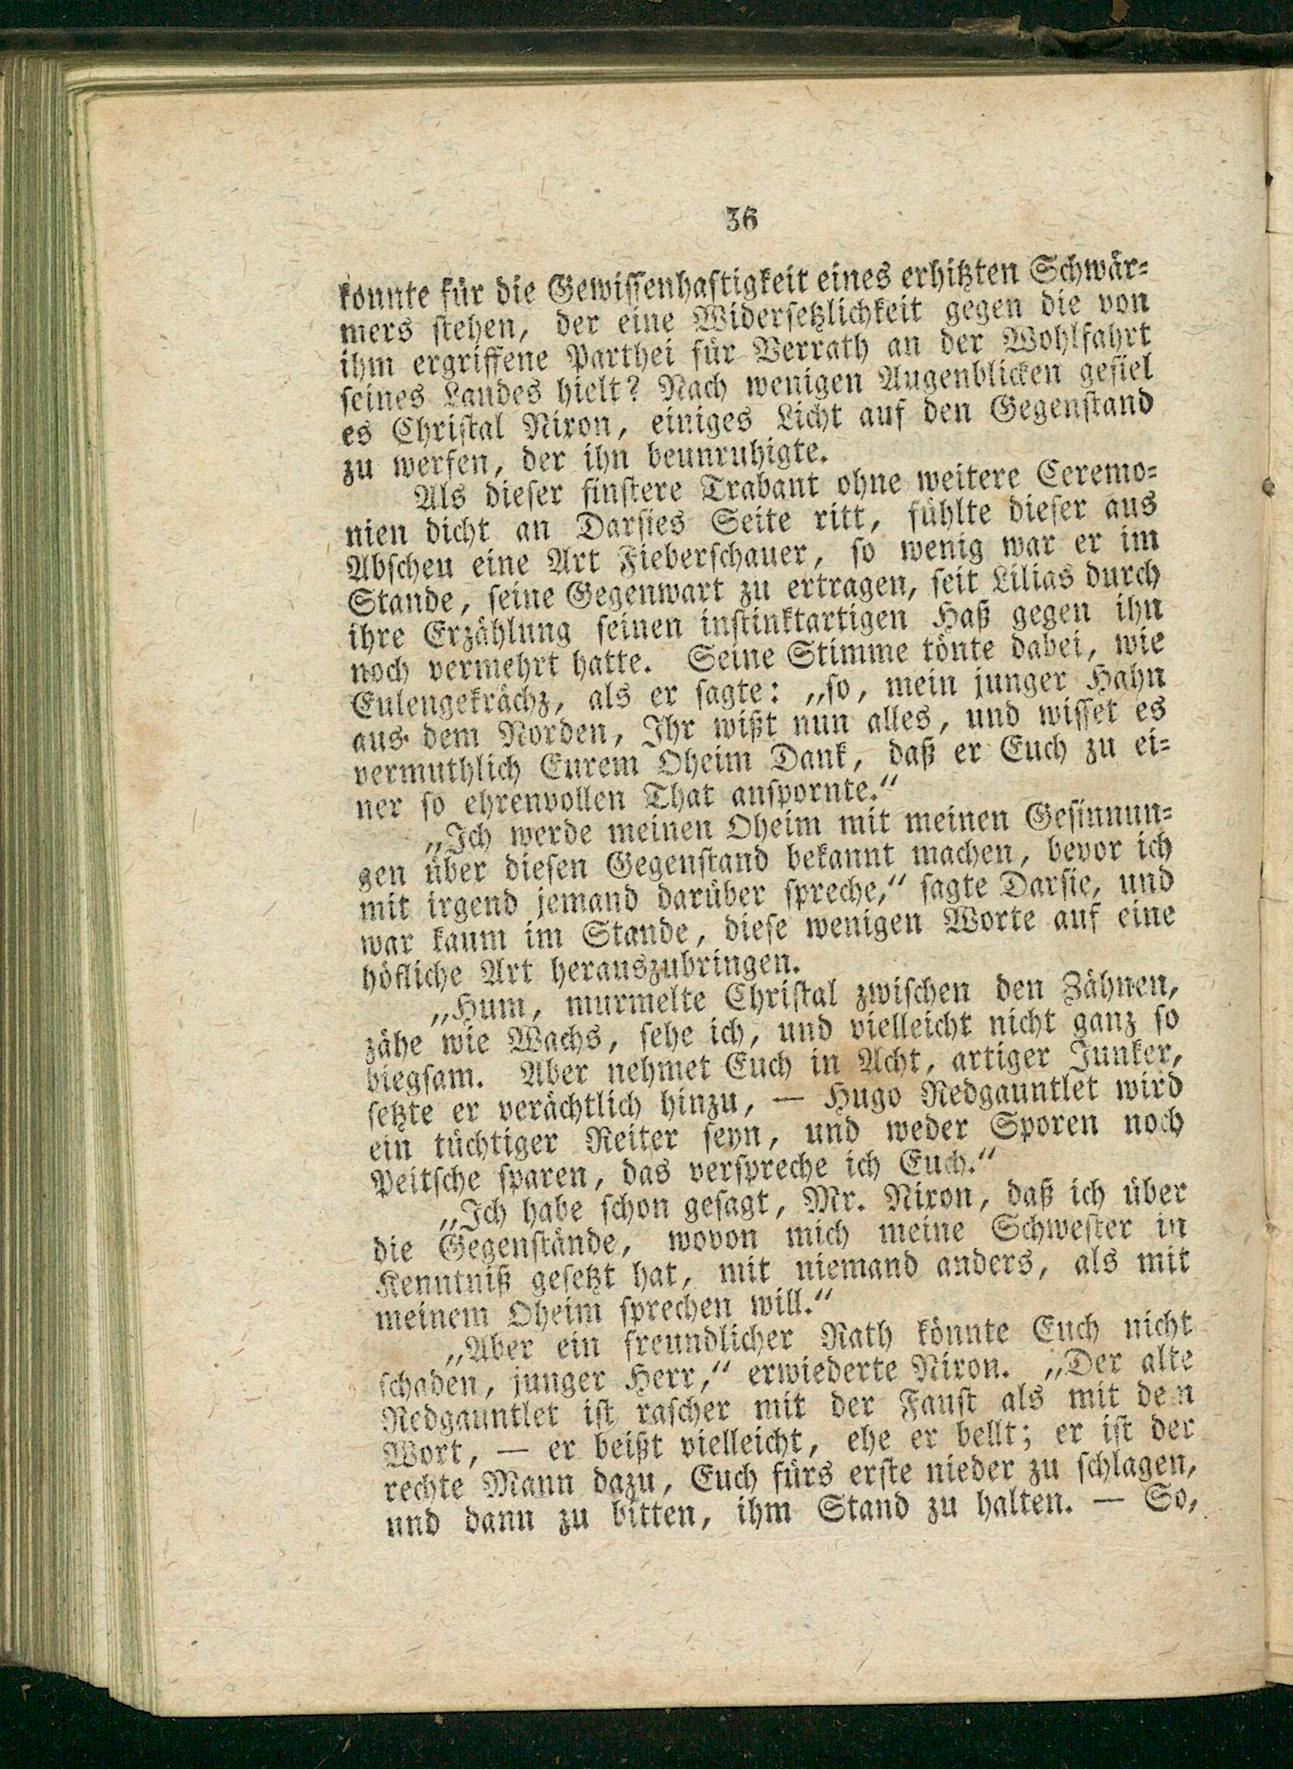 36
könnte für die Gewissenhaftigkeit eines erhitzten Schwär-
mers stehen, der eine Widersetzlichkeit gegen die von
ihm ergriffene Parthei für Verrath an der Wohlfahrt
seines Landes hielt? Nach wenigen Augenblicken gefiel
es Christal Nixon, einiges Licht auf den Gegenstand
zu werfen, der ihn beunruhigte.
Als dieser finstere Trabant ohne weitere Ceremo-
nien dicht an Darsies Seite ritt, fühlte dieser aus
Abscheu eine Art Fieberschauer, so wenig war er im
Stande, seine Gegenwart zu ertragen, seit Lilias durch
ihre Erzählung seinen instinktartigen Haß gegen ihn
noch vermehrt hatte. Seine Stimme tönte dabei, wie
Eulengekrächz, als er sagte: „so, mein junger Hahn
aus dem Norden, Ihr wißt nun alles, und wisset es
vermuthlich Eurem Oheim Dank, daß er Euch zu ei-
ner so ehrenvollen That anspornte.“
„Ich werde meinen Oheim mit meinen Gesinnun-
gen über diesen Gegenstand bekannt machen, bevor ich
mit irgend jemand darüber spreche,“ sagte Darsie, und
war kaum im Stande, diese wenigen Worte auf eine
höfliche Art herauszubringen.
„Hum, murmelte Christal zwischen den Zähnen,
zähe wie Wachs, sehe ich, und vielleicht nicht ganz so
biegsam. Aber nehmet Euch in Acht, artiger Junker,
setzte er verächtlich hinzu, — Hugo Redgauntlet wird
ein tüchtiger Reiter seyn, und weder Sporen noch
Peitsche sparen, das verspreche ich Euch.“
„Ich habe schon gesagt, Mr. Nixon, daß ich über
die Gegenstände, wovon mich meine Schwester in
Kenntniß gesetzt hat, mit niemand anders, als mit
meinem Oheim sprechen will.“
„Aber ein freundlicher Rath könnte Euch nicht
schaden, junger Herr,“ erwiederte Nixon. „Der alte
Redgauntlet ist rascher mit der Faust als mit dem
Wort, — er beißt vielleicht, ehe er bellt; er ist der
rechte Mann dazu, Euch fürs erste nieder zu schlagen,
und dann zu bitten, ihm Stand zu halten. — So,